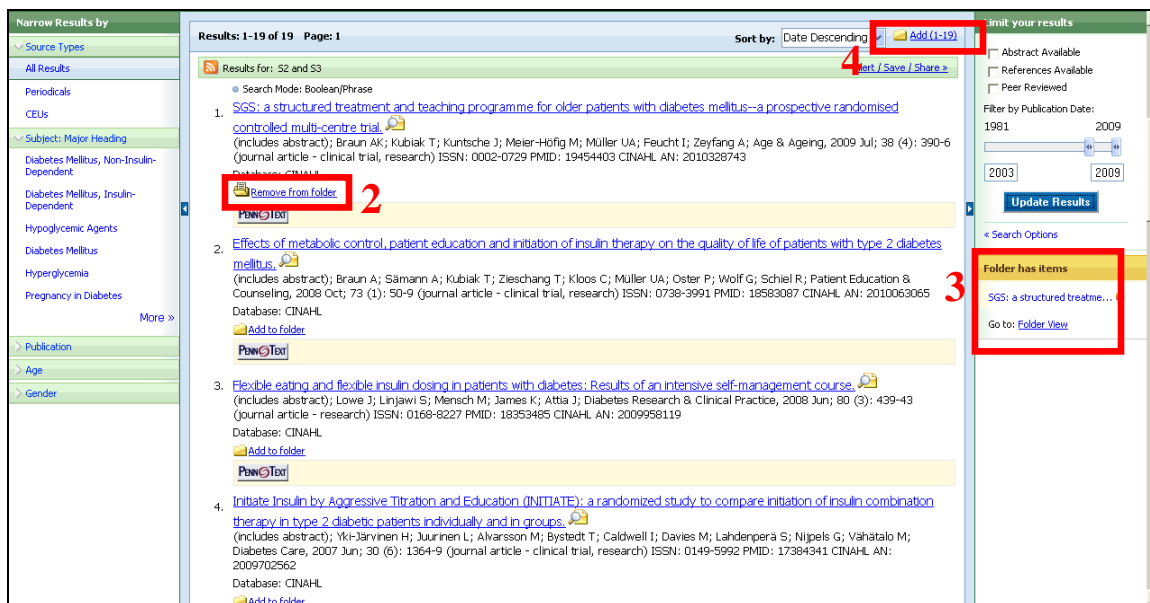 Narrow Results by
Source Types
All Results
Periodicals
CEUs
Subject: Major Heading
Diabetes Mellitus, Non-Insulin-
Dependent
Diabetes Mellitus, Insulin-
Dependent
Hypoglycemic Agents
Diabetes Mellitus
Hyperglycemia
Pregnancy in Diabetes
More »
Publication
Age
Gender
Results: 1-19 of 19 Page: 1
Sort by: Date Descending
Add (1-19)
4
Results for: S2 and S3
Alert / Save / Share »
Search Mode: Boolean/Phrase
1. SGS: a structured treatment and teaching programme for older patients with diabetes mellitus--a prospective randomised
controlled multi-centre trial.
(includes abstract); Braun AK; Kubiak T; Kuntsche J; Meier-Höfig M; Müller UA; Feucht I; Zeyfang A; Age & Ageing, 2009 Jul; 38 (4): 390-6
(journal article - clinical trial, research) ISSN: 0002-0729 PMID: 19454403 CINAHL AN: 2010328743
Database: CINAHL
Remove from folder
2
PENN TEXT
2. Effects of metabolic control, patient education and initiation of insulin therapy on the quality of life of patients with type 2 diabetes
mellitus.
(includes abstract); Braun A; Sämann A; Kubiak T; Zieschang T; Kloos C; Müller UA; Oster P; Wolf G; Schiel R; Patient Education &
Counseling, 2008 Oct; 73 (1): 50-9 (journal article - clinical trial, research) ISSN: 0738-3991 PMID: 18583087 CINAHL AN: 2010063065
Database: CINAHL
Add to folder
PENN TEXT
3. Flexible eating and flexible insulin dosing in patients with diabetes: Results of an intensive self-management course.
(includes abstract); Lowe J; Linjawi S; Mensch M; James K; Attia J; Diabetes Research & Clinical Practice, 2008 Jun; 80 (3): 439-43
(journal article - research) ISSN: 0168-8227 PMID: 18353485 CINAHL AN: 2009958119
Database: CINAHL
Add to folder
PENN TEXT
4. Initiate Insulin by Aggressive Titration and Education (INITIATE): a randomized study to compare initiation of insulin combination
therapy in type 2 diabetic patients individually and in groups.
(includes abstract); Yki-Järvinen H; Juurinen L; Alvarsson M; Bystedt T; Caldwell I; Davies M; Lahdenperä S; Nijpels G; Vähätalo M;
Diabetes Care, 2007 Jun; 30 (6): 1364-9 (journal article - clinical trial, research) ISSN: 0149-5992 PMID: 17384341 CINAHL AN:
2009702562
Database: CINAHL
Add to folder
Limit your results
Abstract Available
References Available
Peer Reviewed
Filter by Publication Date:
1981 2009
2003 2009
Update Results
« Search Options
Folder has items
3
SGS: a structured treatme...
Go to: Folder View